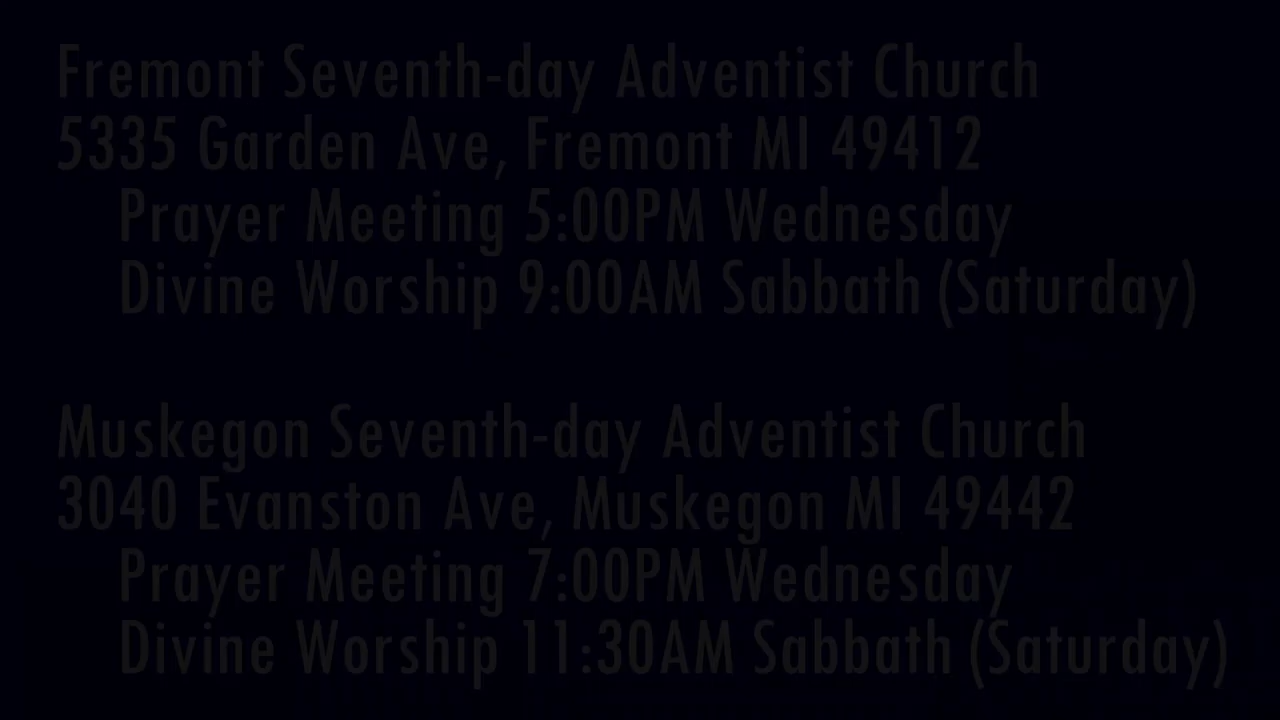 Fremont Seventh-day Adventist Church
5335 Garden Ave, Fremont MI 49412
Prayer Meeting 5:00PM Wednesday
Divine Worship 9:00AM Sabbath (Saturday)
Muskegon Seventh-day Adventist Church
3040 Evanston Ave, Muskegon MI 49442
Prayer Meeting 7:00PM Wednesday
Divine Worship 11:30AM Sabbath (Saturday)